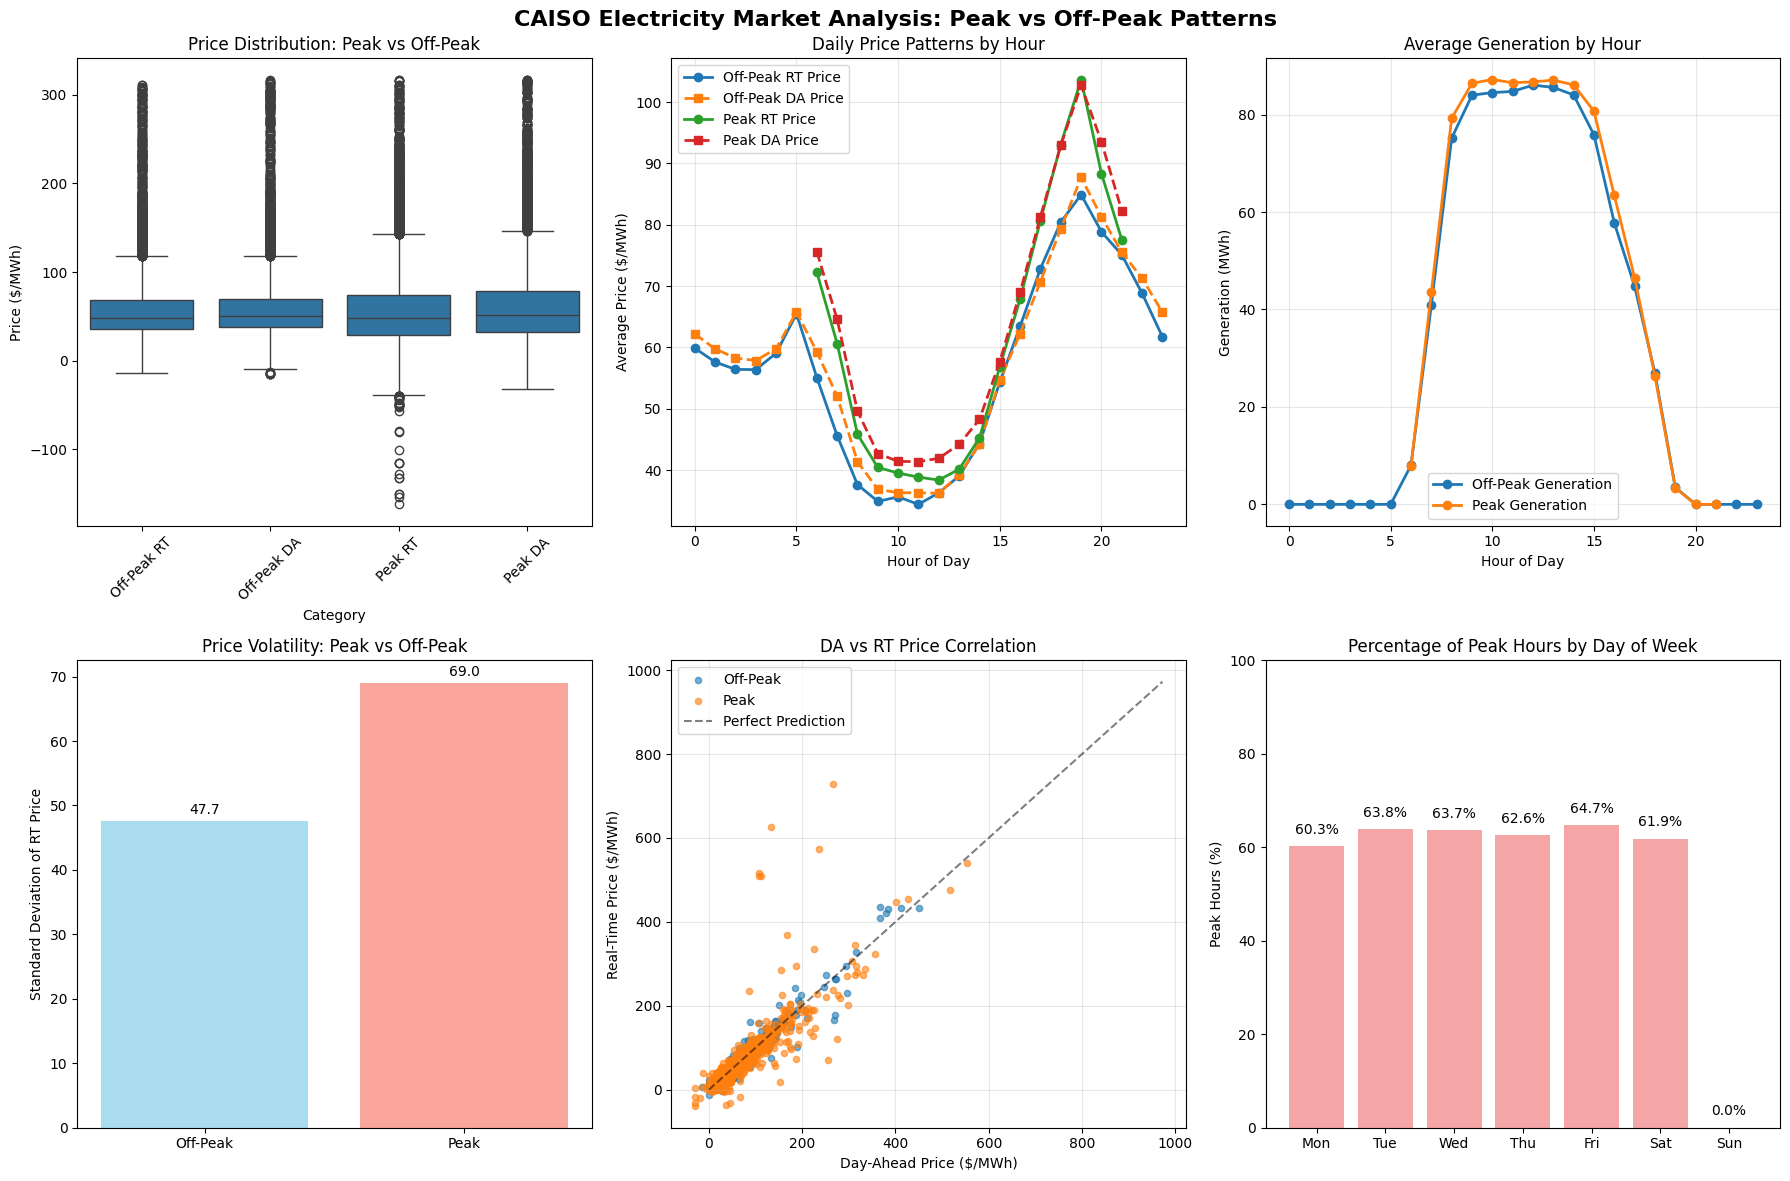 CAISO Electricity Market Analysis: Peak vs Off-Peak Patterns
Price Distribution: Peak vs Off-Peak
Price ($/MWh)
300
200
100
0
−100
Off-Peak RT
Off-Peak DA
Peak RT
Peak DA
Category
Daily Price Patterns by Hour
Off-Peak RT Price
Off-Peak DA Price
Peak RT Price
Peak DA Price
Average Price ($/MWh)
100
90
80
70
60
50
40
0 5 10 15 20
Hour of Day
Average Generation by Hour
Generation (MWh)
80
60
40
20
0
Off-Peak Generation
Peak Generation
0 5 10 15 20
Hour of Day
Price Volatility: Peak vs Off-Peak
Standard Deviation of RT Price
70
60
50
40
30
20
10
0
47.7
69.0
Off-Peak
Peak
DA vs RT Price Correlation
Off-Peak
Peak
Perfect Prediction
Real-Time Price ($/MWh)
1000
800
600
400
200
0
0 200 400 600 800 1000
Day-Ahead Price ($/MWh)
Percentage of Peak Hours by Day of Week
Peak Hours (%)
100
80
60
40
20
0
60.3%
63.8%
63.7%
62.6%
64.7%
61.9%
0.0%
Mon Tue Wed Thu Fri Sat Sun